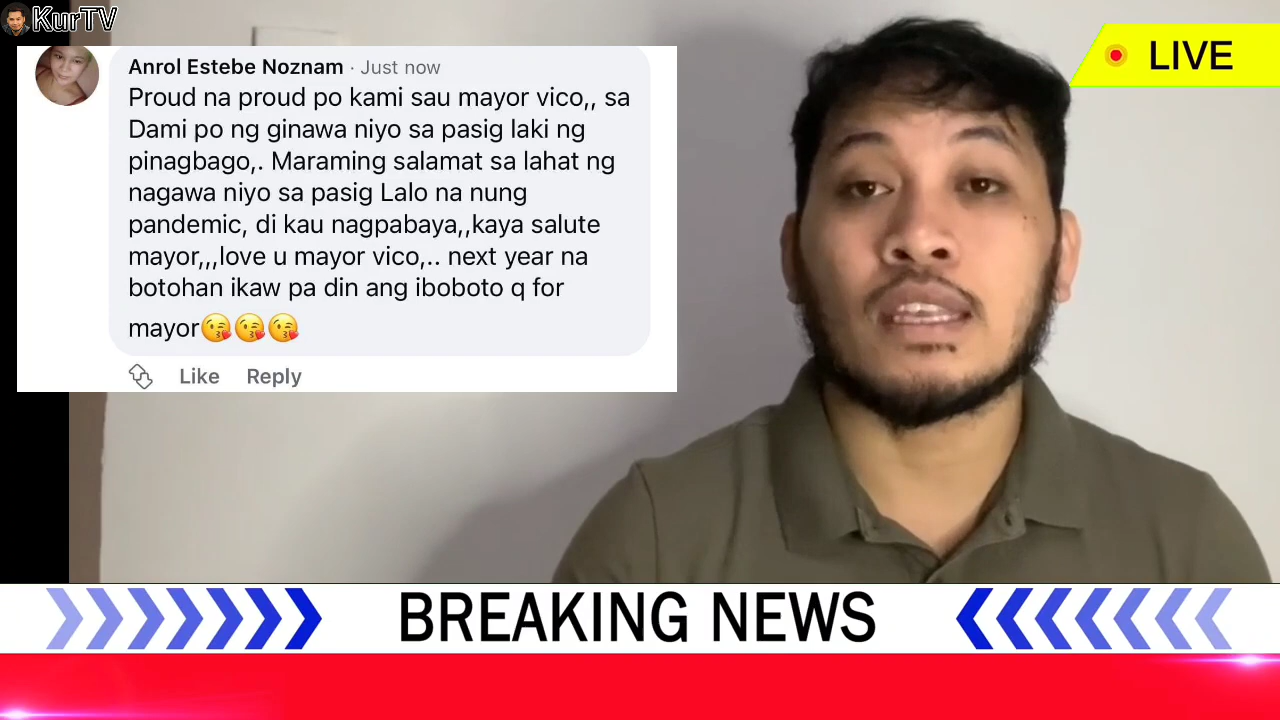 KurTV
LIVE
Anrol Estebe Noznam · Just now
Proud na proud po kami sau mayor vico,, sa
Dami po ng ginawa niyo sa pasig laki ng
pinagbago,. Maraming salamat sa lahat ng
nagawa niyo sa pasig Lalo na nung
pandemic, di kau nagpabaya,,kaya salute
mayor,,,love u mayor vico,.. next year na
botohan ikaw pa din ang iboboto q for
mayor😘😘😘
Like Reply
BREAKING NEWS